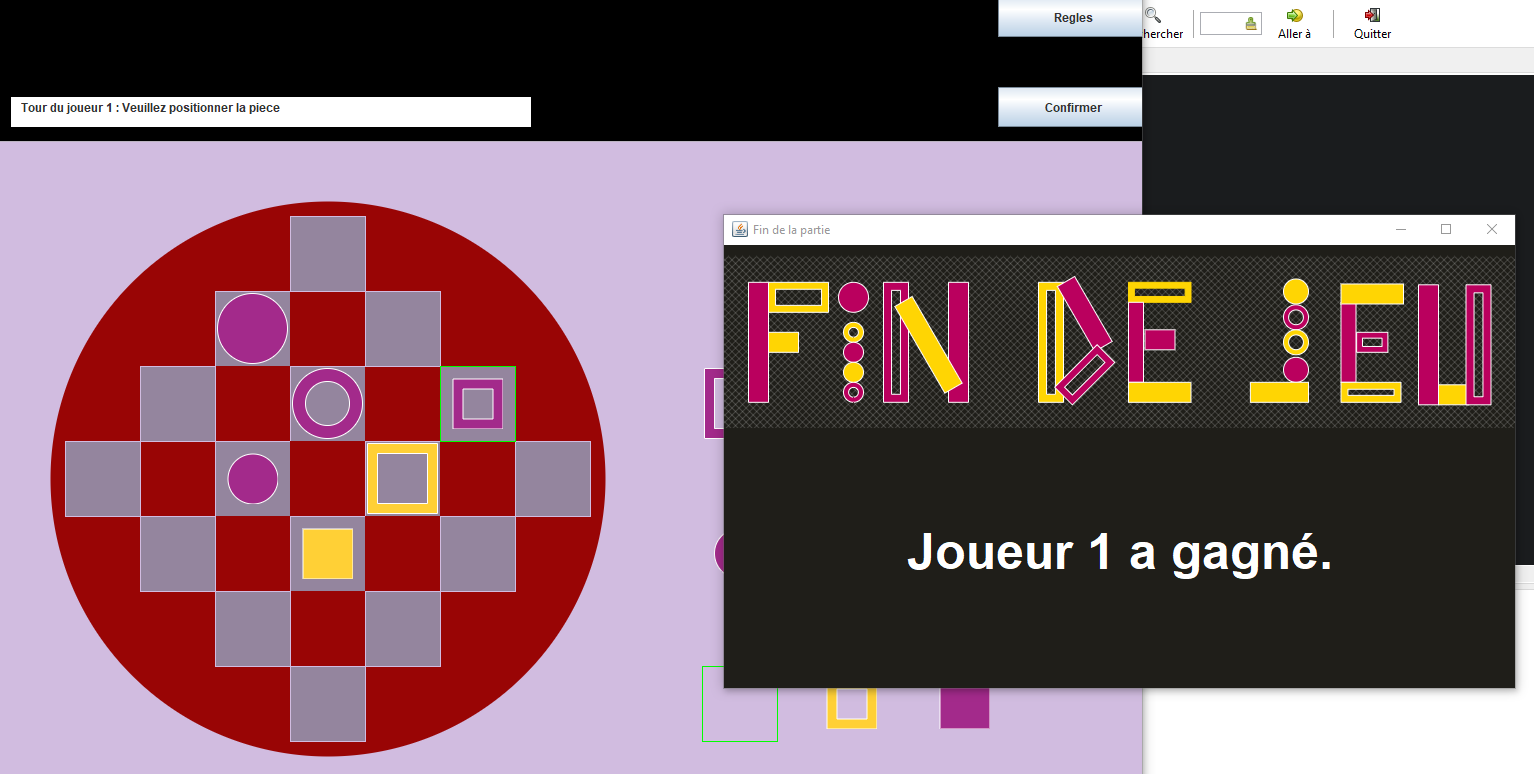 Regles
hercher
Aller à
Quitter
Tour du joueur 1 : Veuillez positionner la piece
Confirmer
Fin de la partie
FiN DE JEU
Joueur 1 a gagné.